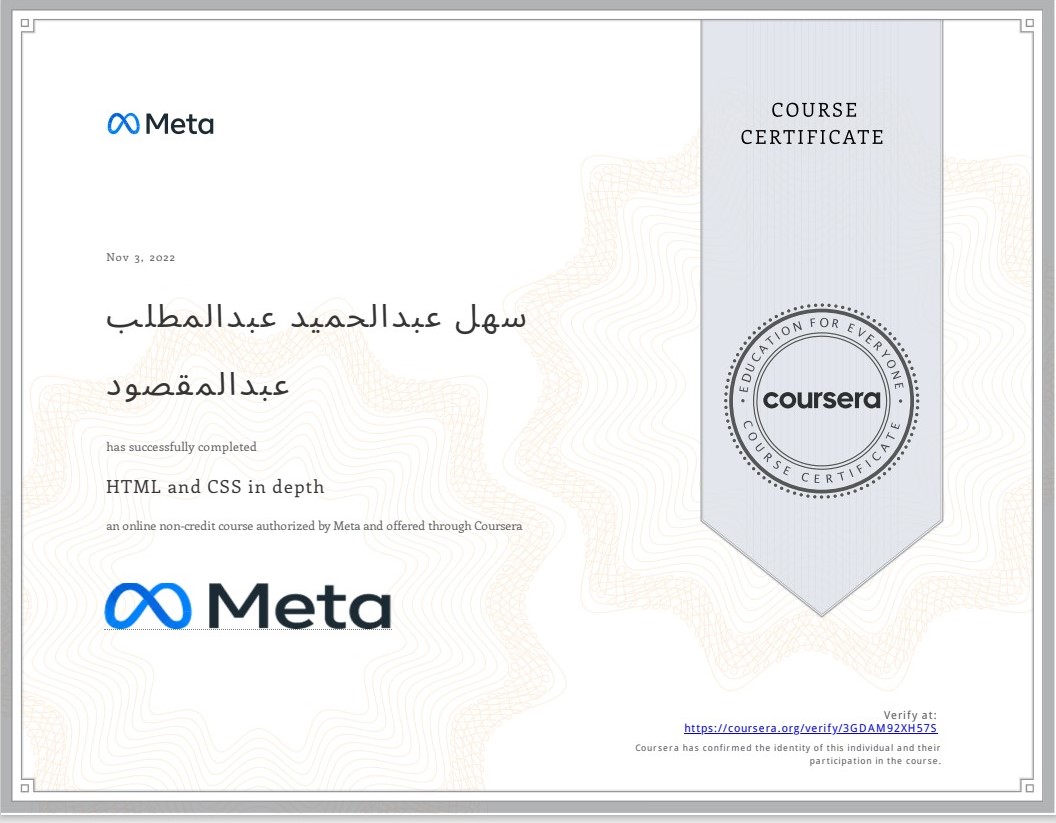 Meta
COURSE
CERTIFICATE
Nov 3, 2022
سهل عبدالحميد عبدالمطلب
عبدالمقصود
has successfully completed
HTML and CSS in depth
an online non-credit course authorized by Meta and offered through Coursera
Meta
EDUCATION FOR EVERYONE
coursera
COURSE CERTIFICATE
Verify at:
https://coursera.org/verify/3GDAM92XH57S
Coursera has confirmed the identity of this individual and their
participation in the course.